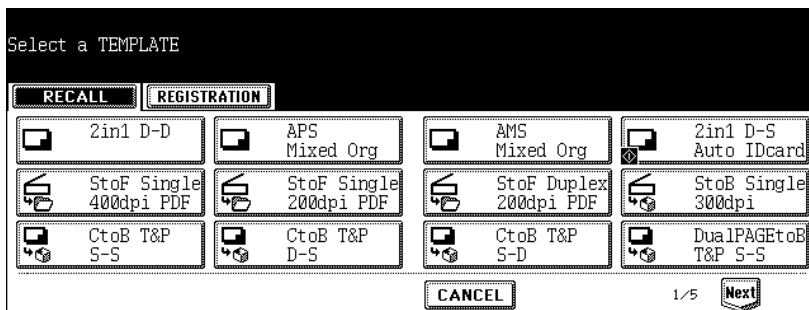 Select a TEMPLATE
RECALL REGISTRATION
2in1 D-D
APS
Mixed Org
AMS
Mixed Org
2in1 D-S
Auto IDcard
StoF Single
400dpi PDF
StoF Single
200dpi PDF
StoF Duplex
200dpi PDF
StoB Single
300dpi
CtoB T&P
S-S
CtoB T&P
D-S
CtoB T&P
S-D
DualPAGEtoB
T&P S-S
CANCEL 1/5 Next